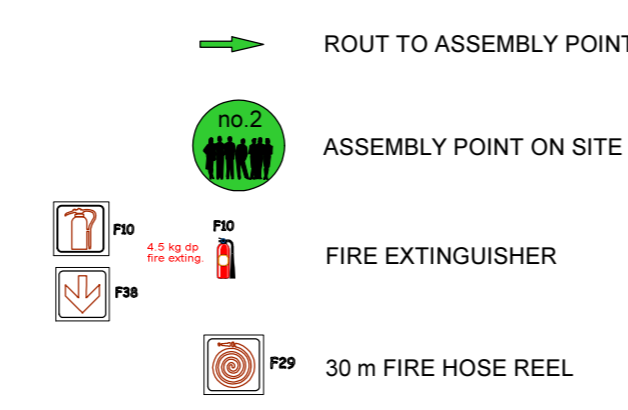 ROUT TO ASSEMBLY POINT
no.2
ASSEMBLY POINT ON SITE
F10
4.5 kg dp
fire exting.
F10
FIRE EXTINGUISHER
F38
F29
30 m FIRE HOSE REEL